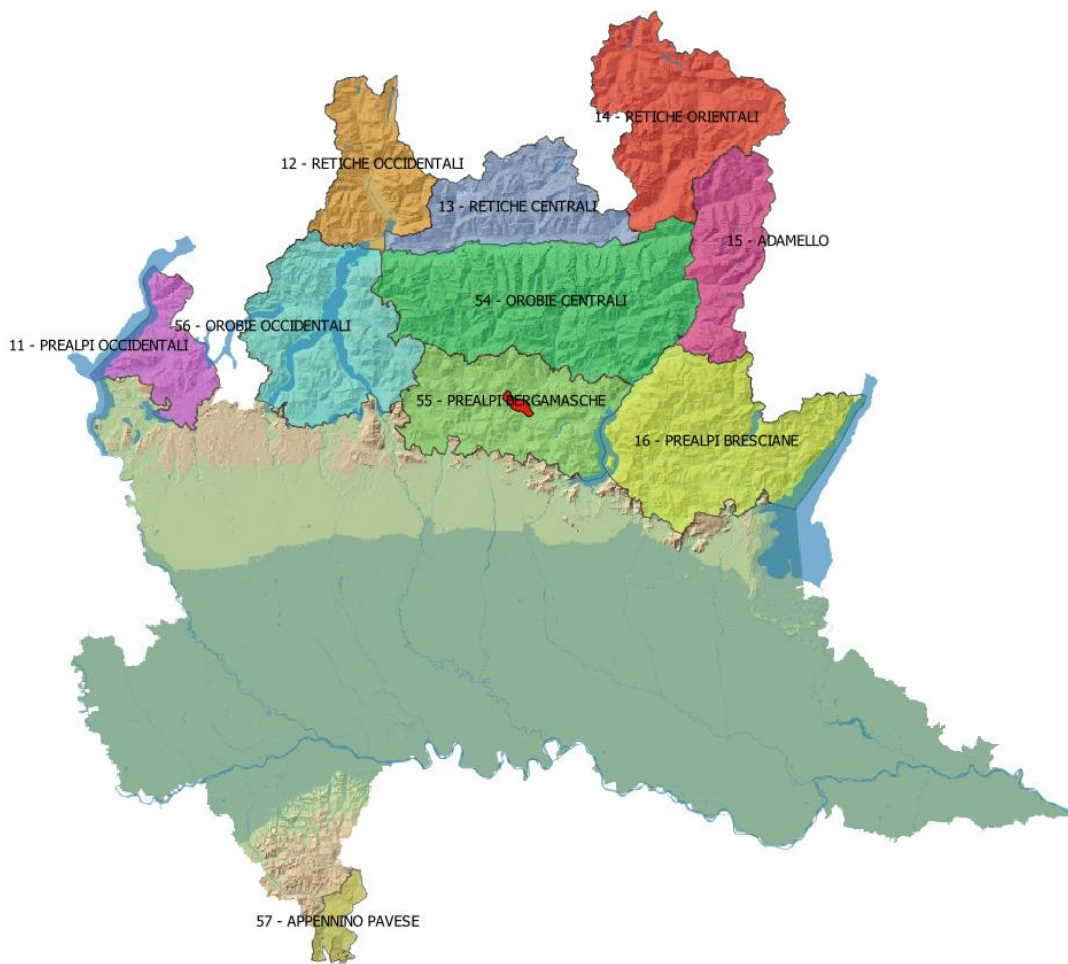 14 - RETICHE ORIENTALI
12 - RETICHE OCCIDENTALI
13 - RETICHE CENTRALI
15 - ADAMELLO
54 - OROBIE CENTRALI
56 - OROBIE OCCIDENTALI
11 - PREALPI OCCIDENTALI
55 - PREALPI BERGAMASCHE
16 - PREALPI BRESCIANE
57 - APPENNINO PAVESE